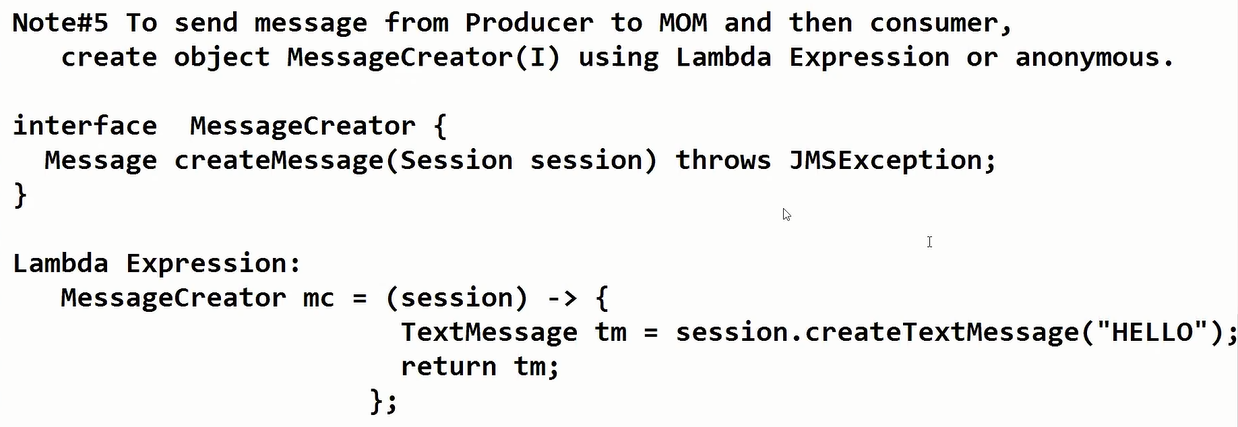 Note#5 To send message from Producer to MOM and then consumer,
create object MessageCreator(I) using Lambda Expression or anonymous.
interface  MessageCreator {
Message createMessage(Session session) throws JMSException;
}
Lambda Expression:
MessageCreator mc = (session) -> {
TextMessage tm = session.createTextMessage("HELLO");
return tm;
};